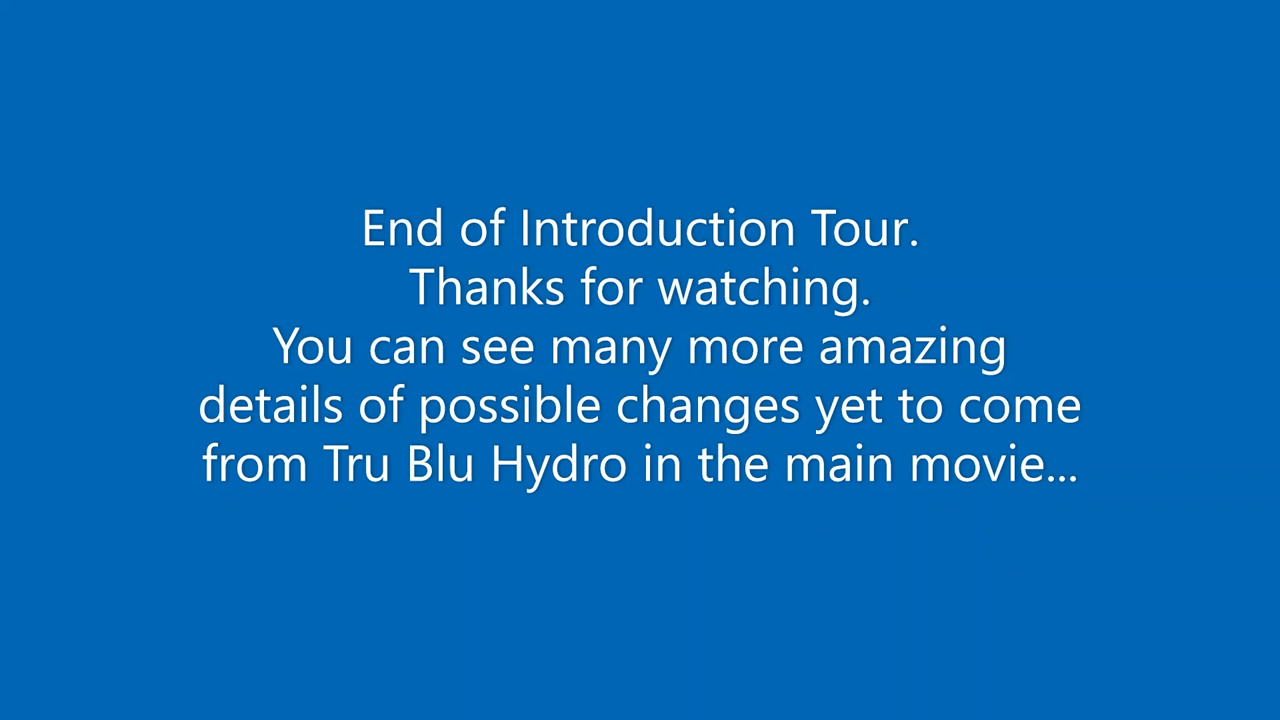 End of Introduction Tour.
Thanks for watching.
You can see many more amazing
details of possible changes yet to come
from Tru Blu Hydro in the main movie...